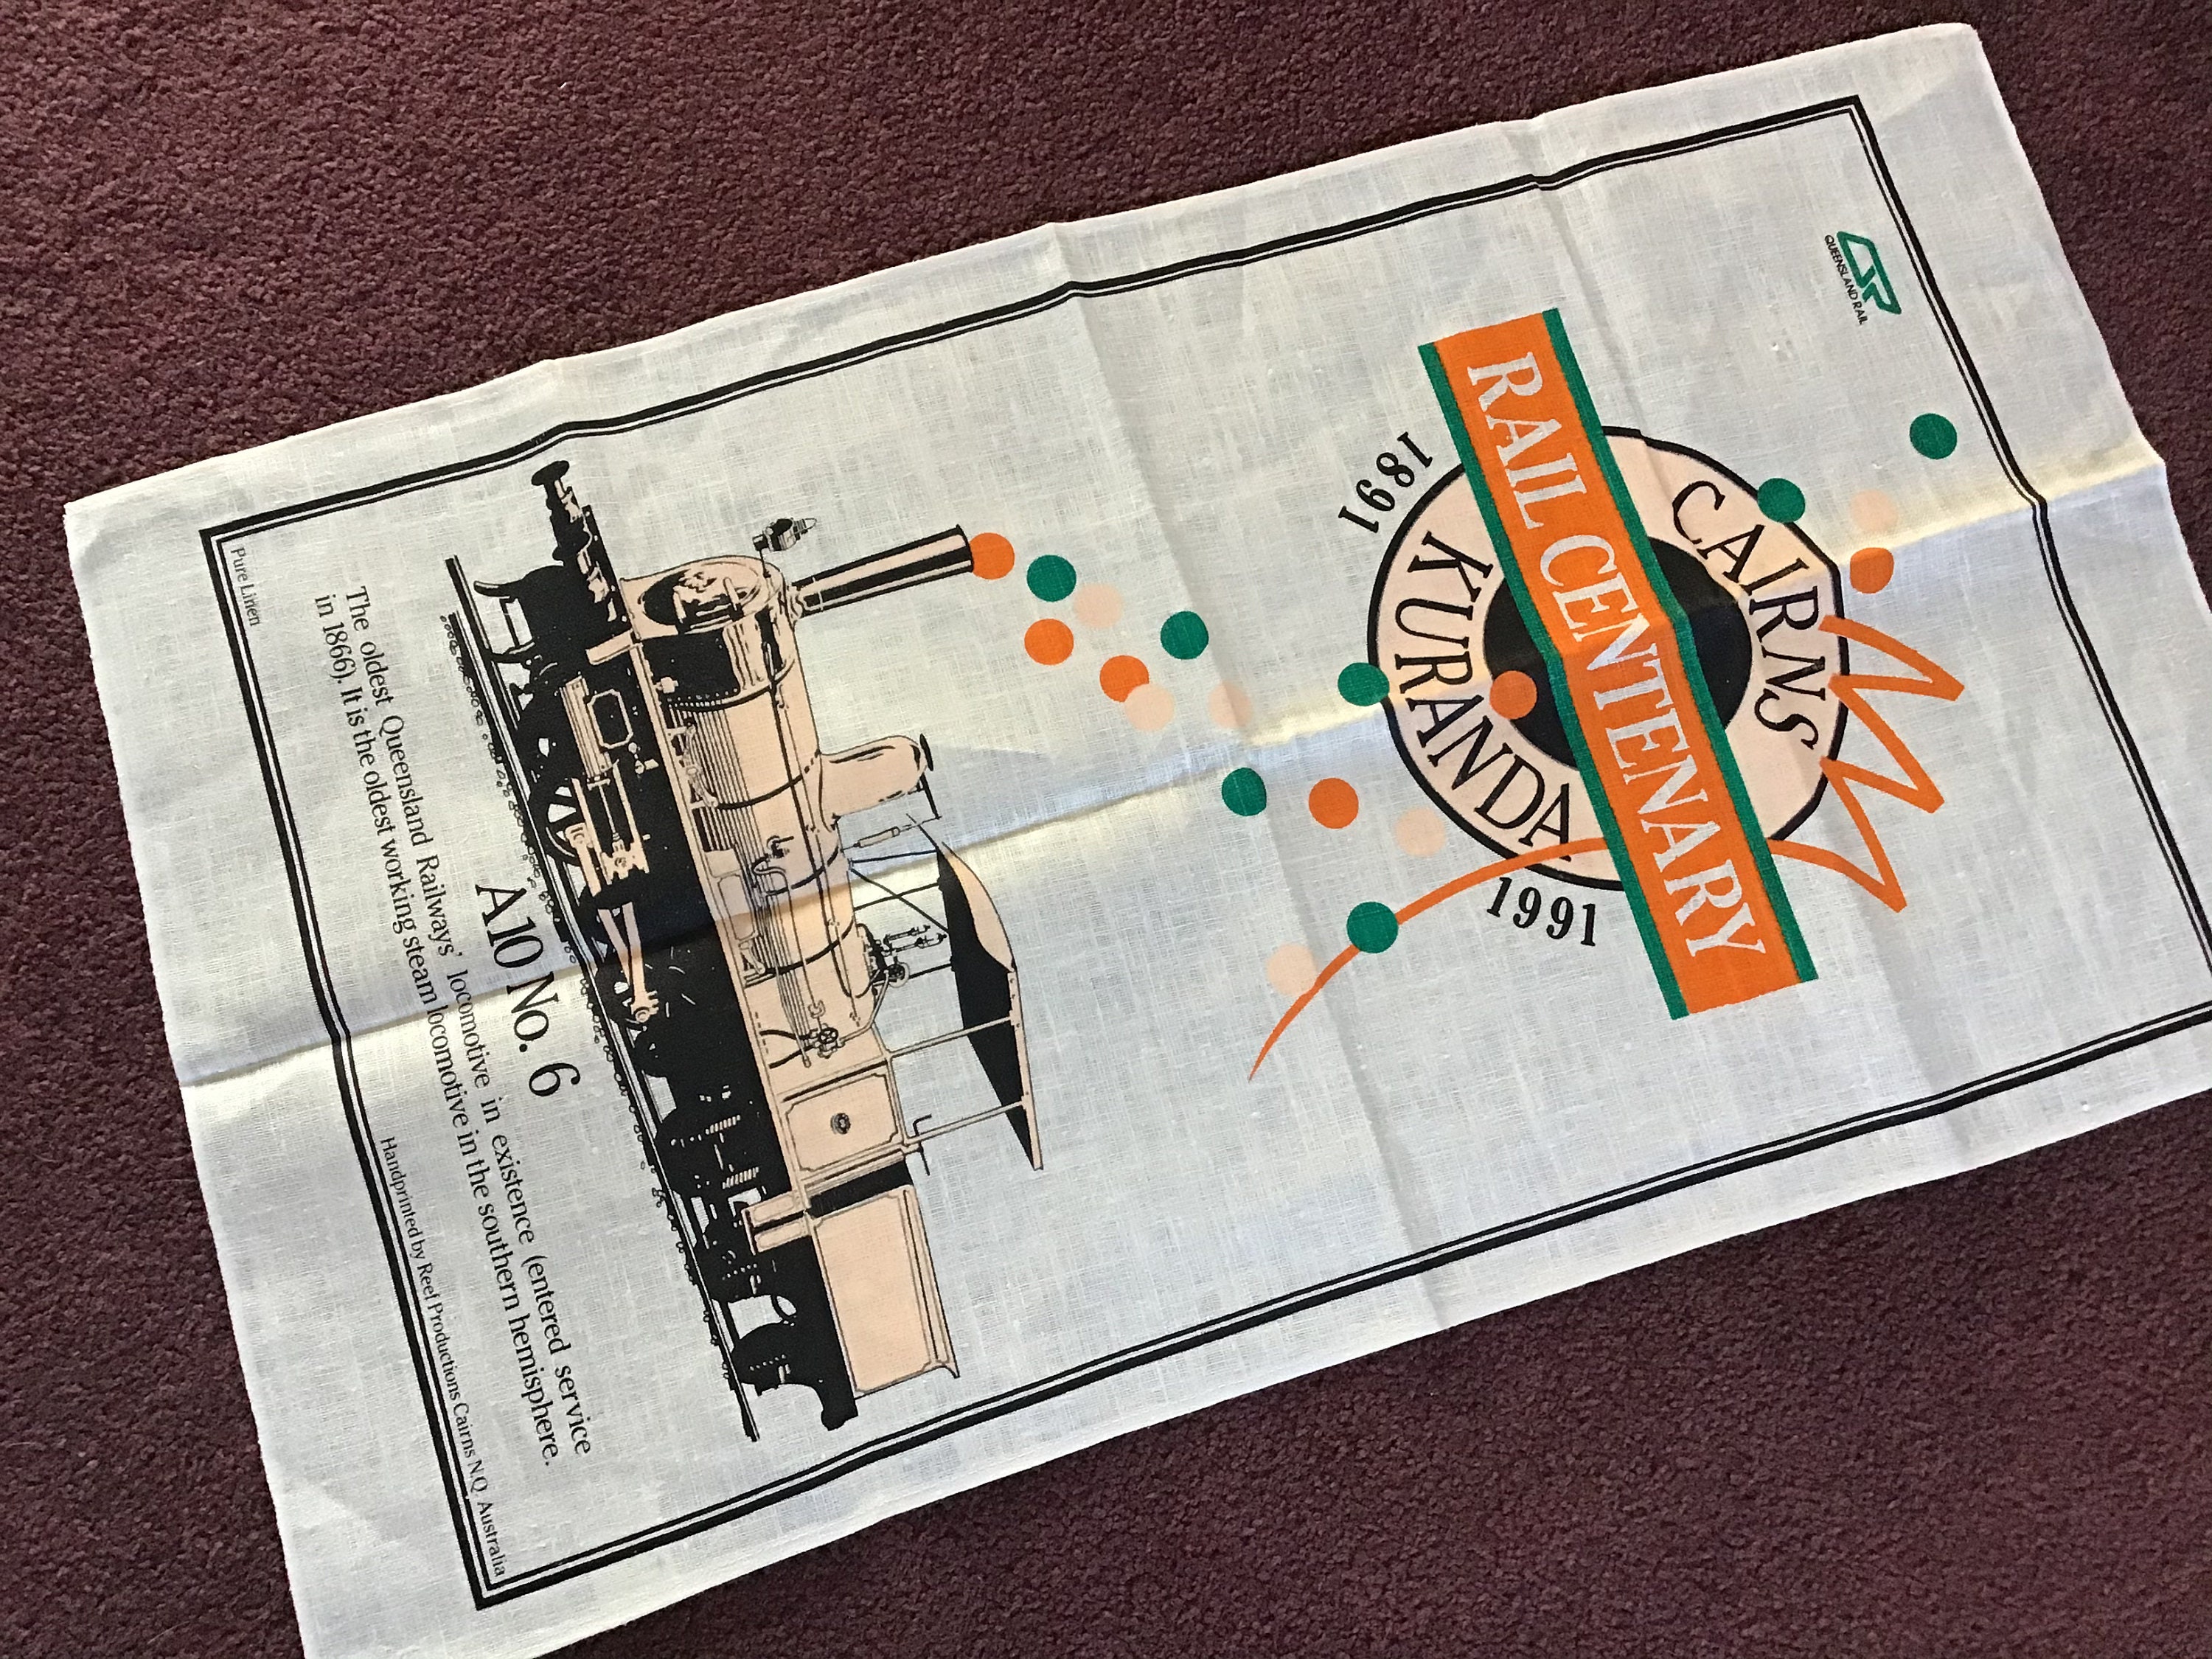 QR
QUEENSLAND RAIL
CAIRNS
RAIL CENTENARY
KURANDA
1891
1991
A10 No. 6
The oldest Queensland Railways' locomotive in existence (entered service
in 1866). It is the oldest working steam locomotive in the southern hemisphere.
Pure Linen
Handprinted by Reef Productions Cairns N.Q. Australia